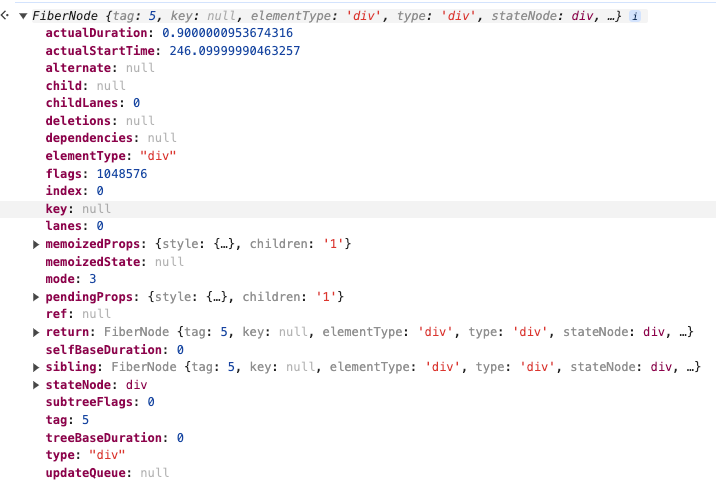 FiberNode {tag: 5, key: null, elementType: 'div', type: 'div', stateNode: div, …} i
actualDuration: 0.9000000953674316
actualStartTime: 246.09999990463257
alternate: null
child: null
childLanes: 0
deletions: null
dependencies: null
elementType: "div"
flags: 1048576
index: 0
key: null
lanes: 0
memoizedProps: {style: {…}, children: '1'}
memoizedState: null
mode: 3
pendingProps: {style: {…}, children: '1'}
ref: null
return: FiberNode {tag: 5, key: null, elementType: 'div', type: 'div', stateNode: div, …}
selfBaseDuration: 0
sibling: FiberNode {tag: 5, key: null, elementType: 'div', type: 'div', stateNode: div, …}
stateNode: div
subtreeFlags: 0
tag: 5
treeBaseDuration: 0
type: "div"
updateQueue: null